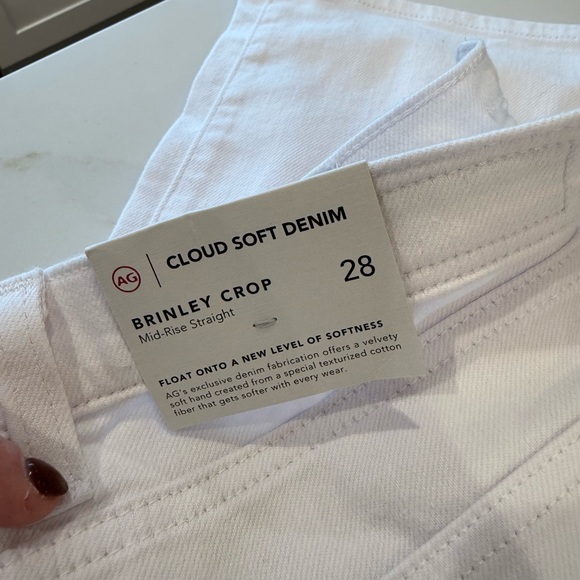 AG | CLOUD SOFT DENIM
BRINLEY CROP 28
Mid-Rise Straight
FLOAT ONTO A NEW LEVEL OF SOFTNESS
AG's exclusive denim fabrication offers a velvety
soft hand created from a special texturized cotton
fiber that gets softer with every wear.